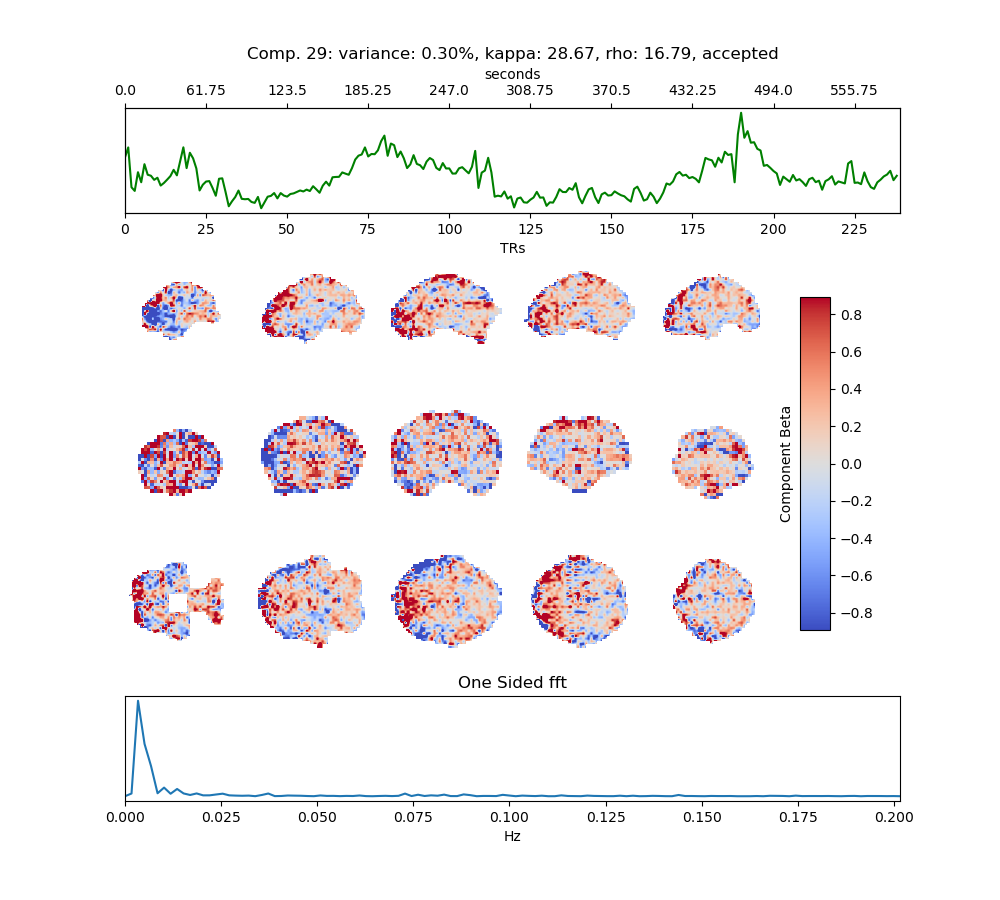 Comp. 29: variance: 0.30%, kappa: 28.67, rho: 16.79, accepted
seconds
0.0 61.75 123.5 185.25 247.0 308.75 370.5 432.25 494.0 555.75
0 25 50 75 100 125 150 175 200 225
TRs
0.8
0.6
0.4
0.2
0.0
−0.2
−0.4
−0.6
−0.8
Component Beta
One Sided fft
0.000 0.025 0.050 0.075 0.100 0.125 0.150 0.175 0.200
Hz